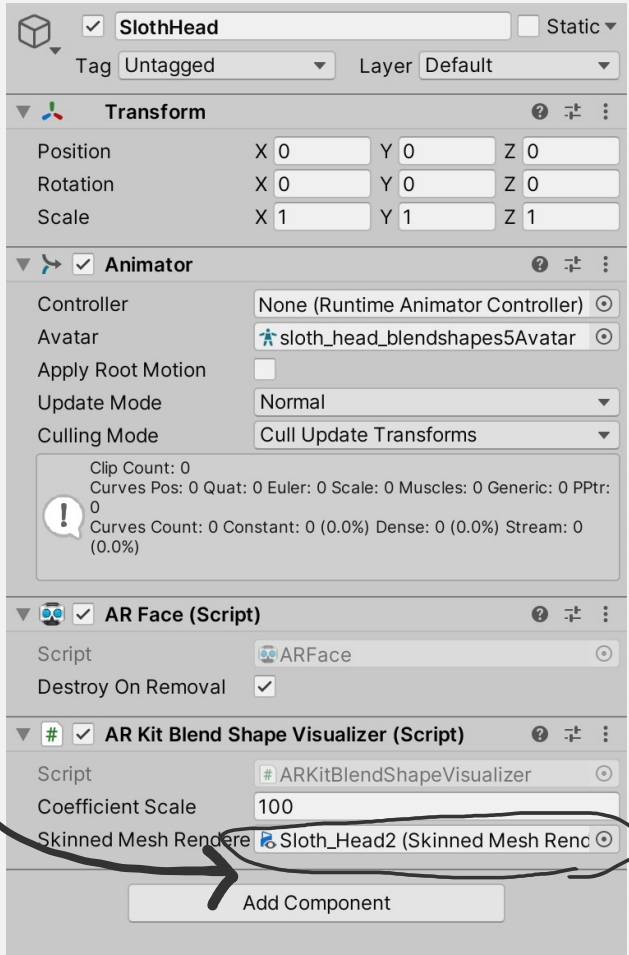 SlothHead Static
Tag Untagged Layer Default
Transform
Position X 0 Y 0 Z 0
Rotation X 0 Y 0 Z 0
Scale X 1 Y 1 Z 1
Animator
Controller None (Runtime Animator Controller)
Avatar sloth_head_blendshapes5Avatar
Apply Root Motion
Update Mode Normal
Culling Mode Cull Update Transforms
Clip Count: 0
Curves Pos: 0 Quat: 0 Euler: 0 Scale: 0 Muscles: 0 Generic: 0 PPtr:
0
Curves Count: 0 Constant: 0 (0.0%) Dense: 0 (0.0%) Stream: 0
(0.0%)
AR Face (Script)
Script ARFace
Destroy On Removal
# AR Kit Blend Shape Visualizer (Script)
Script # ARKitBlendShapeVisualizer
Coefficient Scale 100
Skinned Mesh Rendere Sloth_Head2 (Skinned Mesh Rend
Add Component